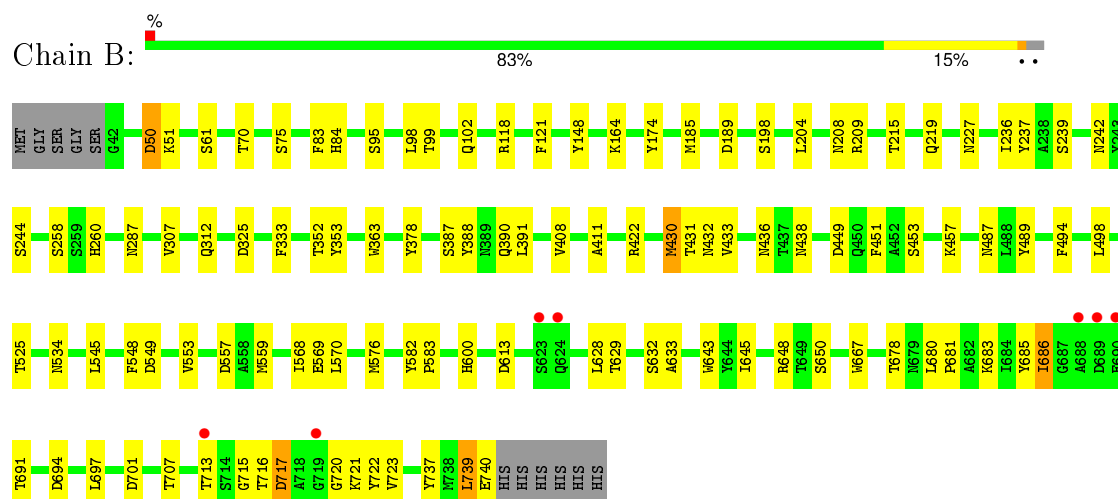 %
Chain B:
83% 15% • •
MET GLY SER GLY SER G42 D50 K51 S61 T70 S75 F83 H84 S95 L98 T99 Q102 R118 F121 Y148 K164 Y174 M185 D189 S198 L204 N208 R209 T215 Q219 N227 I236 Y237 A238 S239 N242 Y243
S244 S258 S259 H260 N287 V307 Q312 D325 F333 T352 Y353 W363 Y378 S387 Y388 N389 Q390 L391 V408 A411 R422 M430 T431 N432 V433 N436 T437 N438 D449 Q450 F451 A452 S453 K457 N487 L488 Y489 F494 L498
T525 N534 L545 F548 D549 V553 D557 A558 M559 I568 E569 L570 M576 Y582 P583 H600 D613 S623 Q624 L628 T629 S632 A633 W643 Y644 I645 R648 T649 S650 W667 T678 N679 L680 P681 A682 K683 I684 Y685 I686 G687 A688 D689
T691 D694 L697 D701 T707 T713 S714 G715 T716 D717 A718 G719 G720 K721 Y722 V723 Y737 M738 L739 E740 HIS HIS HIS HIS HIS HIS